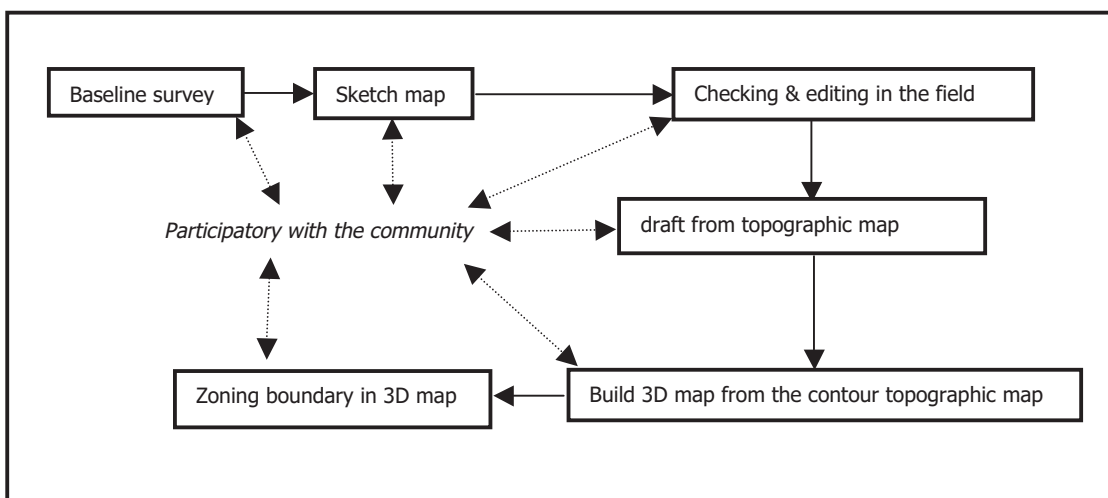 Baseline survey
Sketch map
Checking & editing in the field
Participatory with the community
draft from topographic map
Zoning boundary in 3D map
Build 3D map from the contour topographic map